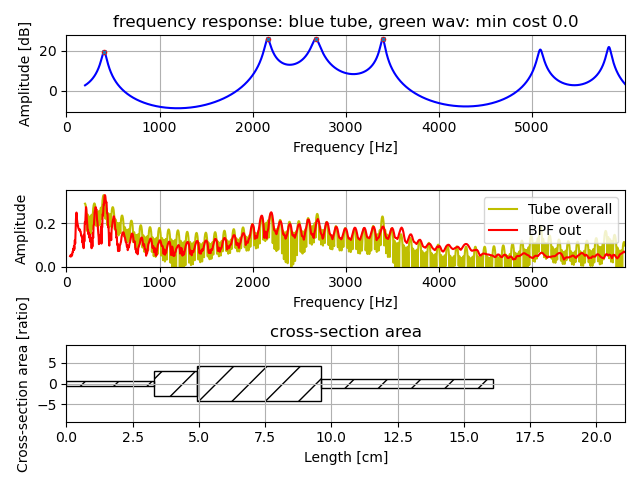 frequency response: blue tube, green wav: min cost 0.0
Amplitude [dB]
20
0
0
1000
2000
3000
4000
5000
Frequency [Hz]
Amplitude
0.2
0.0
Tube overall
BPF out
0
1000
2000
3000
4000
5000
Frequency [Hz]
cross-section area
Cross-section area [ratio]
5
0
−5
0.0
2.5
5.0
7.5
10.0
12.5
15.0
17.5
20.0
Length [cm]